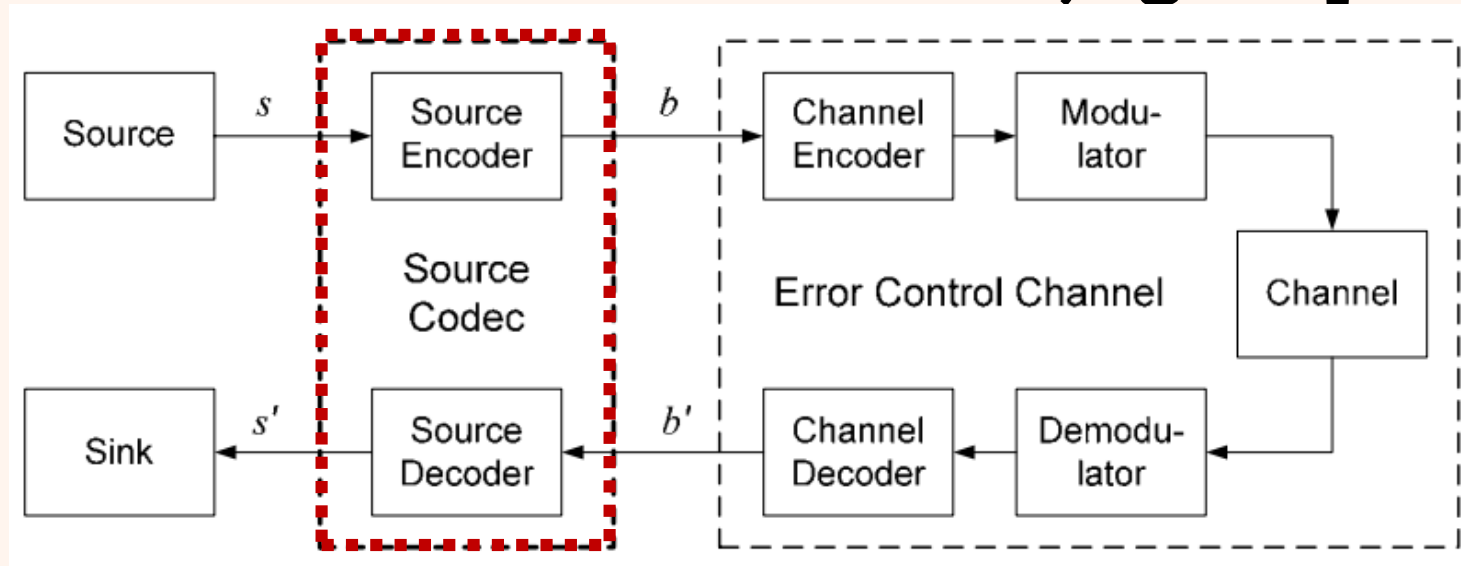 Source
s
Source
Encoder
b
Channel
Encoder
Modu-
lator
Source
Codec
Error Control Channel
Channel
Sink
s'
Source
Decoder
b'
Channel
Decoder
Demodu-
lator